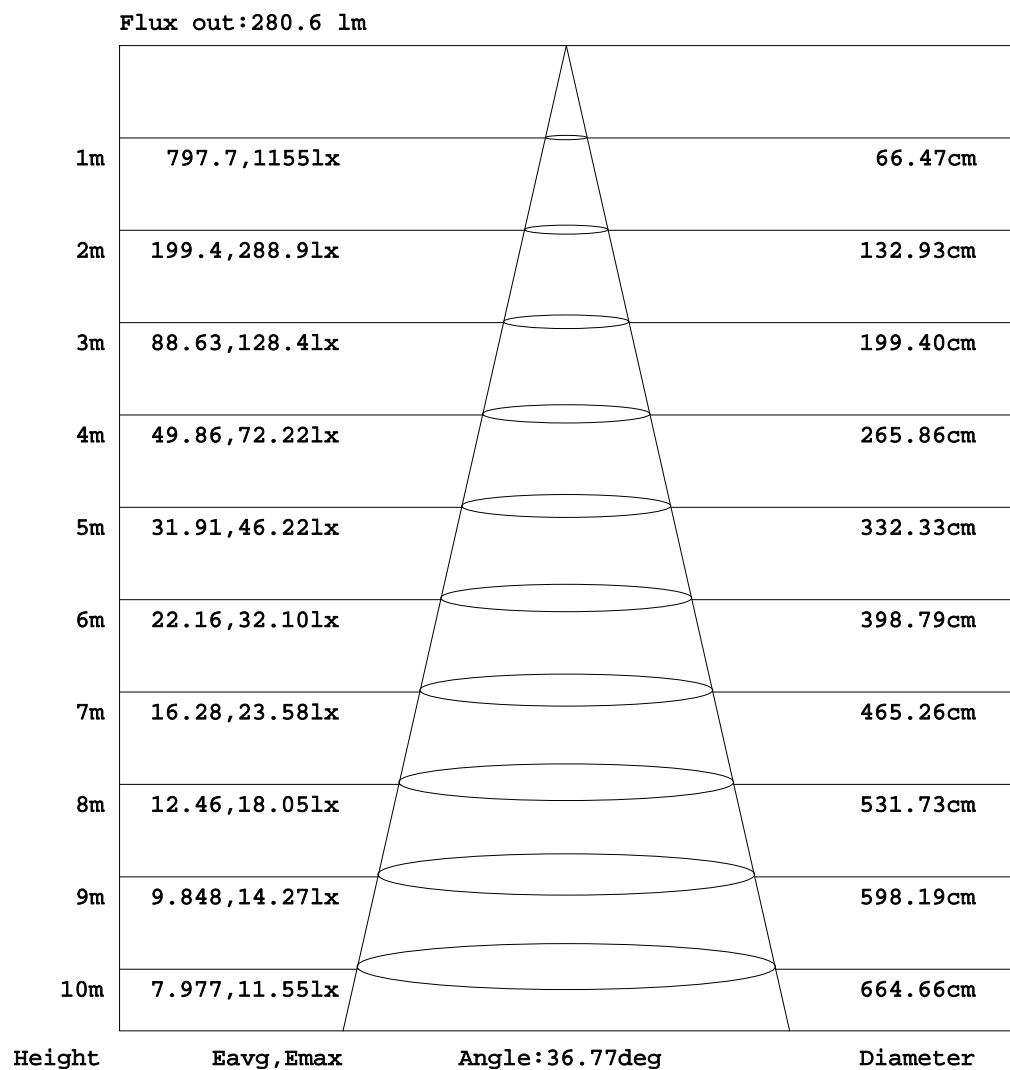 Flux out:280.6 lm
1m 797.7,1155lx 66.47cm
2m 199.4,288.9lx 132.93cm
3m 88.63,128.4lx 199.40cm
4m 49.86,72.22lx 265.86cm
5m 31.91,46.22lx 332.33cm
6m 22.16,32.10lx 398.79cm
7m 16.28,23.58lx 465.26cm
8m 12.46,18.05lx 531.73cm
9m 9.848,14.27lx 598.19cm
10m 7.977,11.55lx 664.66cm
Height Eavg,Emax Angle:36.77deg Diameter